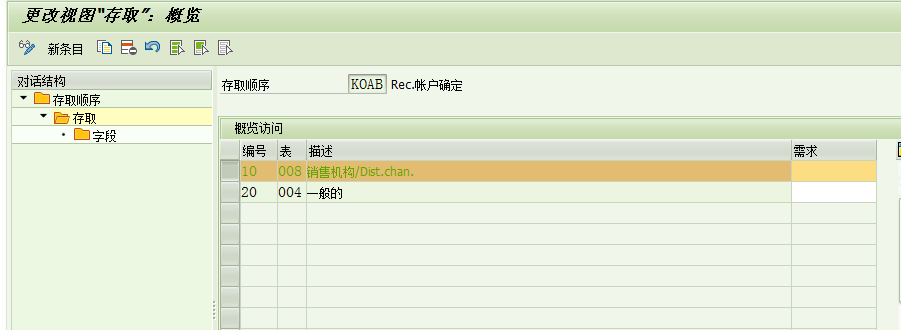 更改视图"存取": 概览
新条目
对话结构
存取顺序
存取
字段
存取顺序 KOAB Rec.帐户确定
概览访问
编号 表 描述 需求
10 008 销售机构/Dist.chan.
20 004 一般的